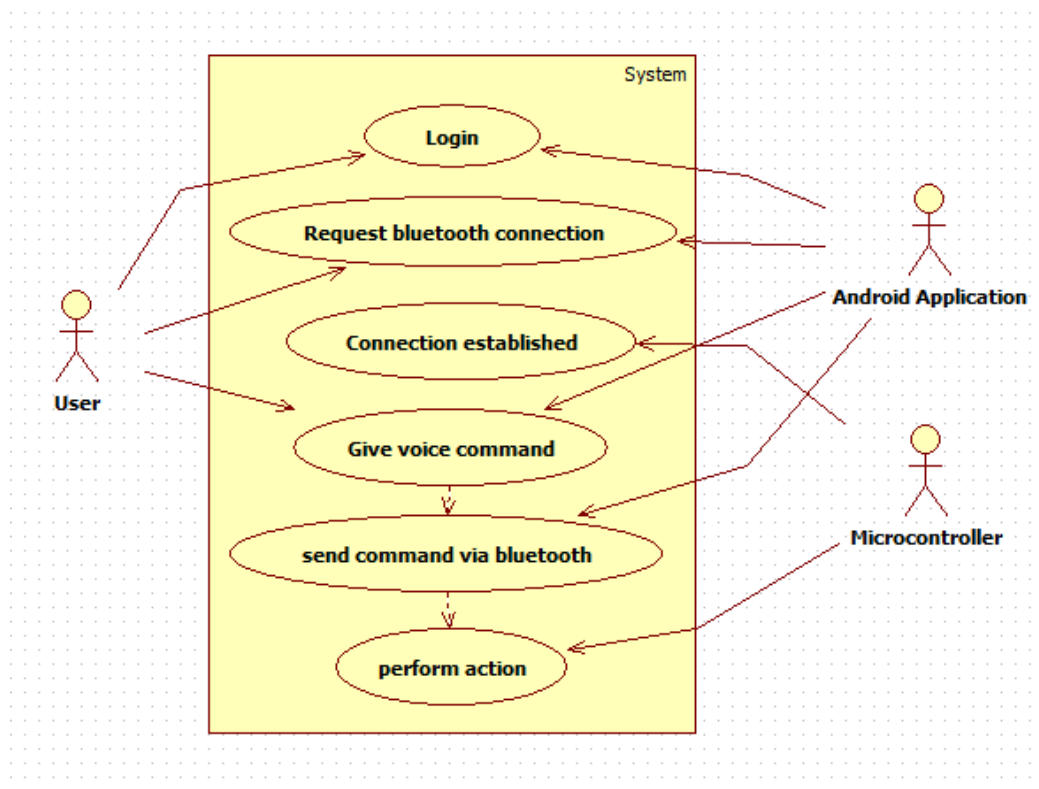 System
Login
Request bluetooth connection
Android Application
Connection established
User
Give voice command
Microcontroller
send command via bluetooth
perform action